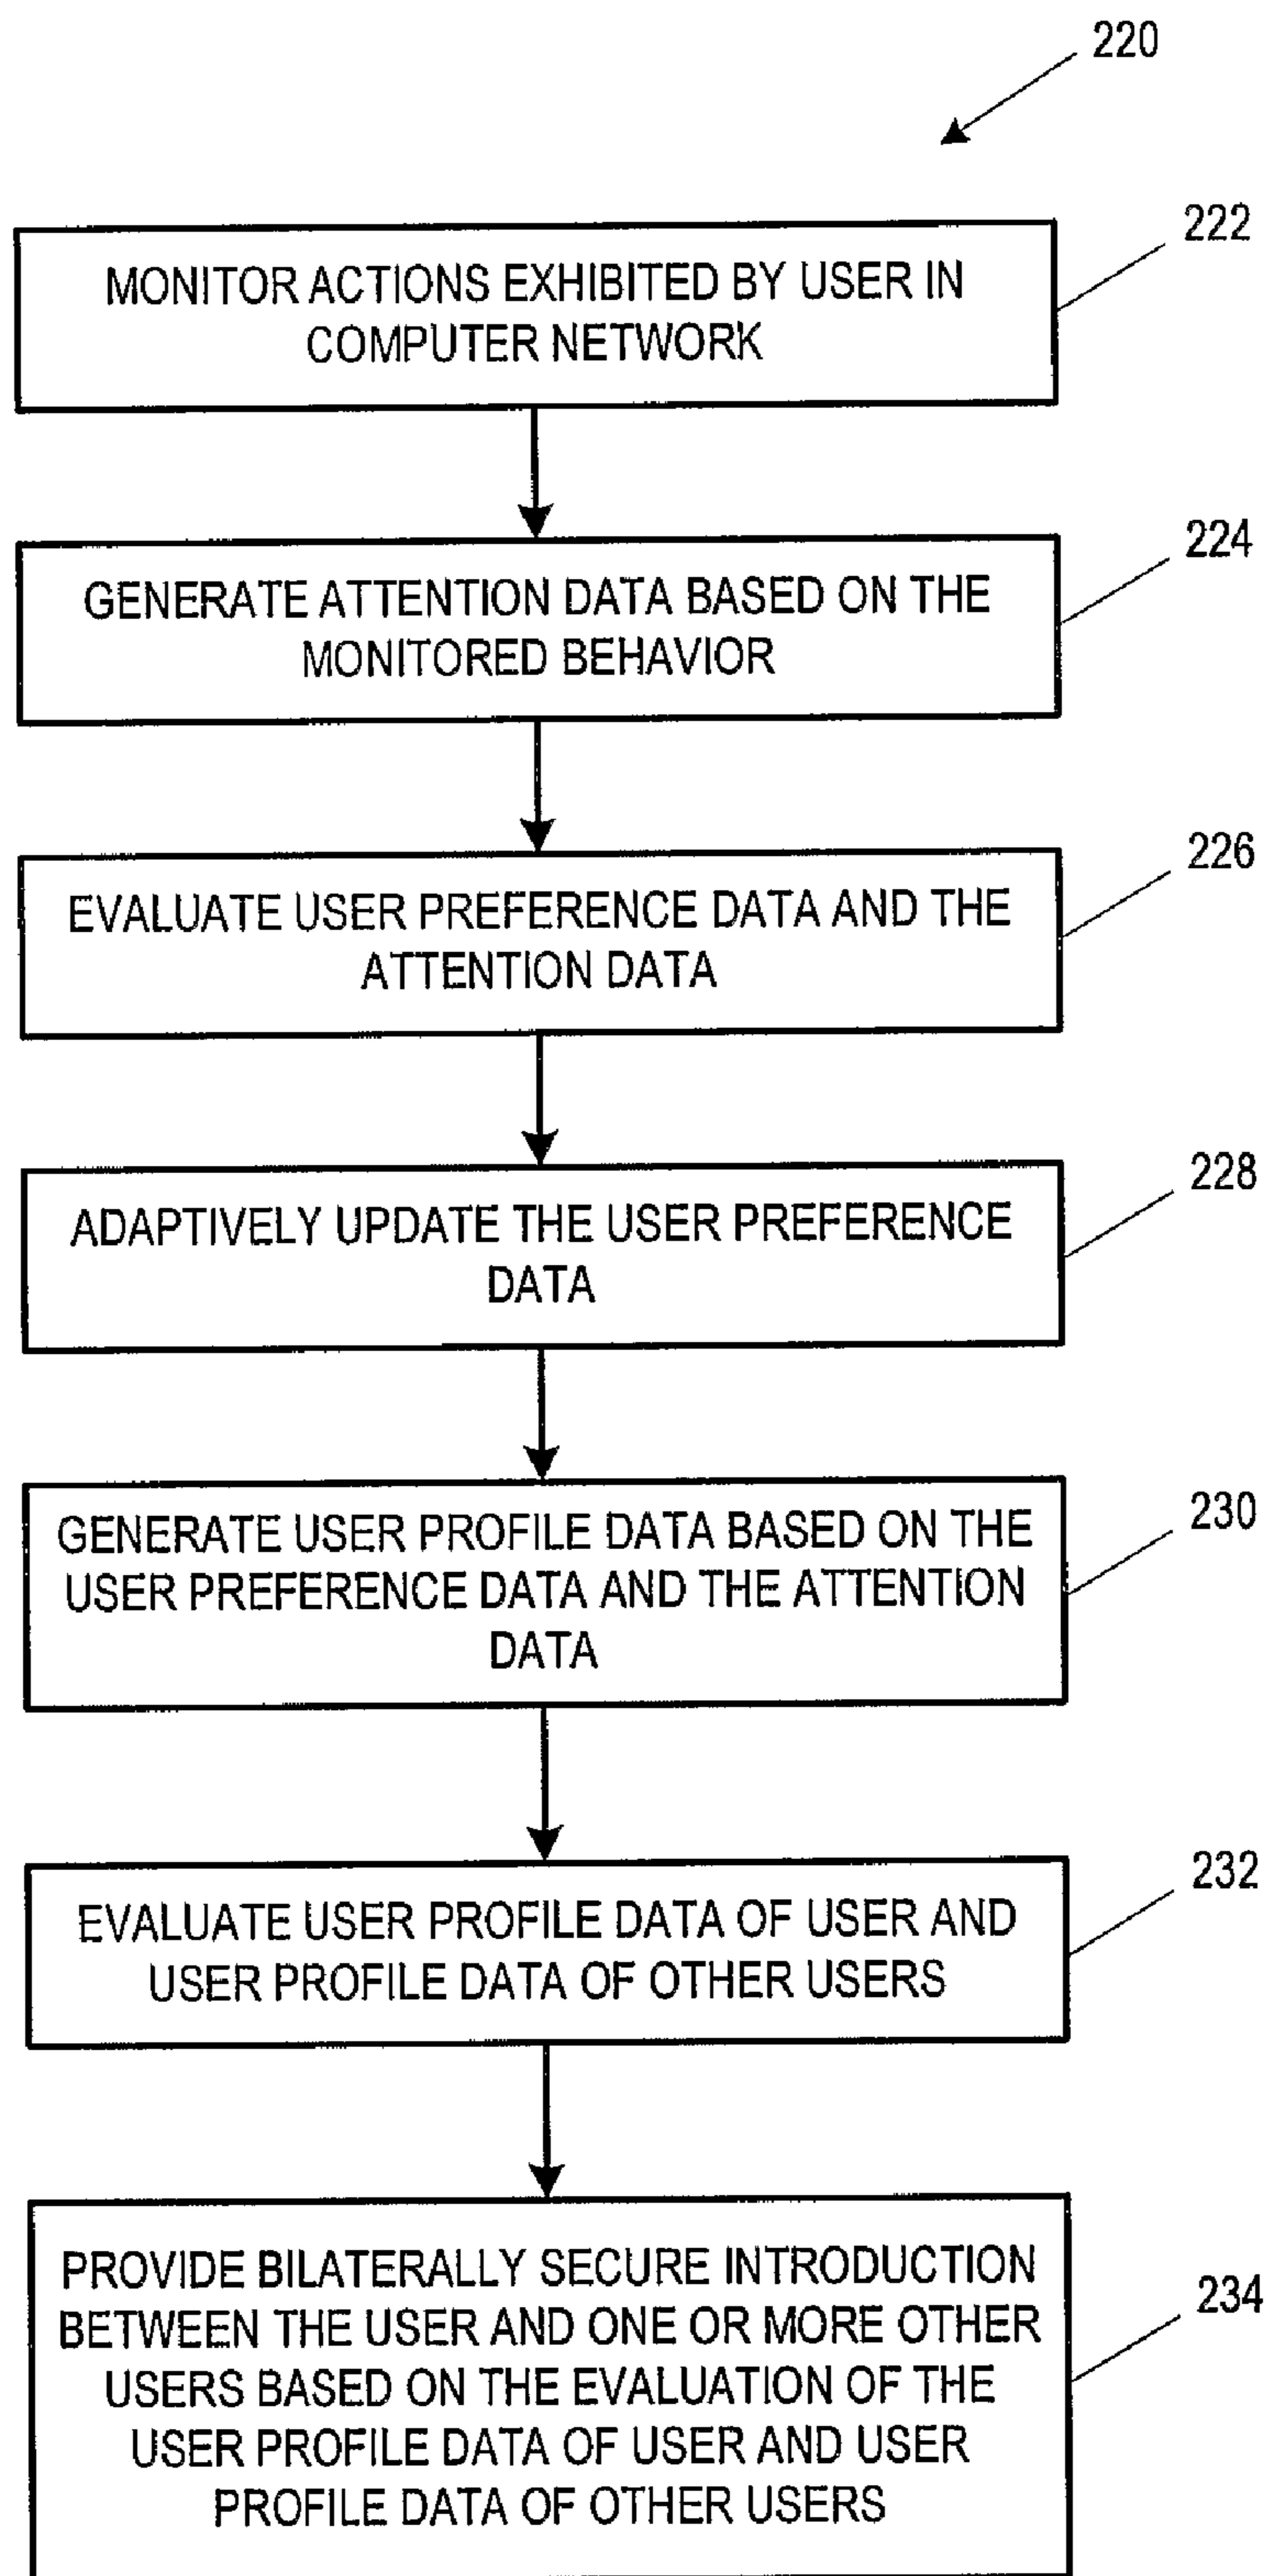 220
222
MONITOR ACTIONS EXHIBITED BY USER IN
COMPUTER NETWORK
224
GENERATE ATTENTION DATA BASED ON THE
MONITORED BEHAVIOR
226
EVALUATE USER PREFERENCE DATA AND THE
ATTENTION DATA
228
ADAPTIVELY UPDATE THE USER PREFERENCE
DATA
230
GENERATE USER PROFILE DATA BASED ON THE
USER PREFERENCE DATA AND THE ATTENTION
DATA
232
EVALUATE USER PROFILE DATA OF USER AND
USER PROFILE DATA OF OTHER USERS
234
PROVIDE BILATERALLY SECURE INTRODUCTION
BETWEEN THE USER AND ONE OR MORE OTHER
USERS BASED ON THE EVALUATION OF THE
USER PROFILE DATA OF USER AND USER
PROFILE DATA OF OTHER USERS